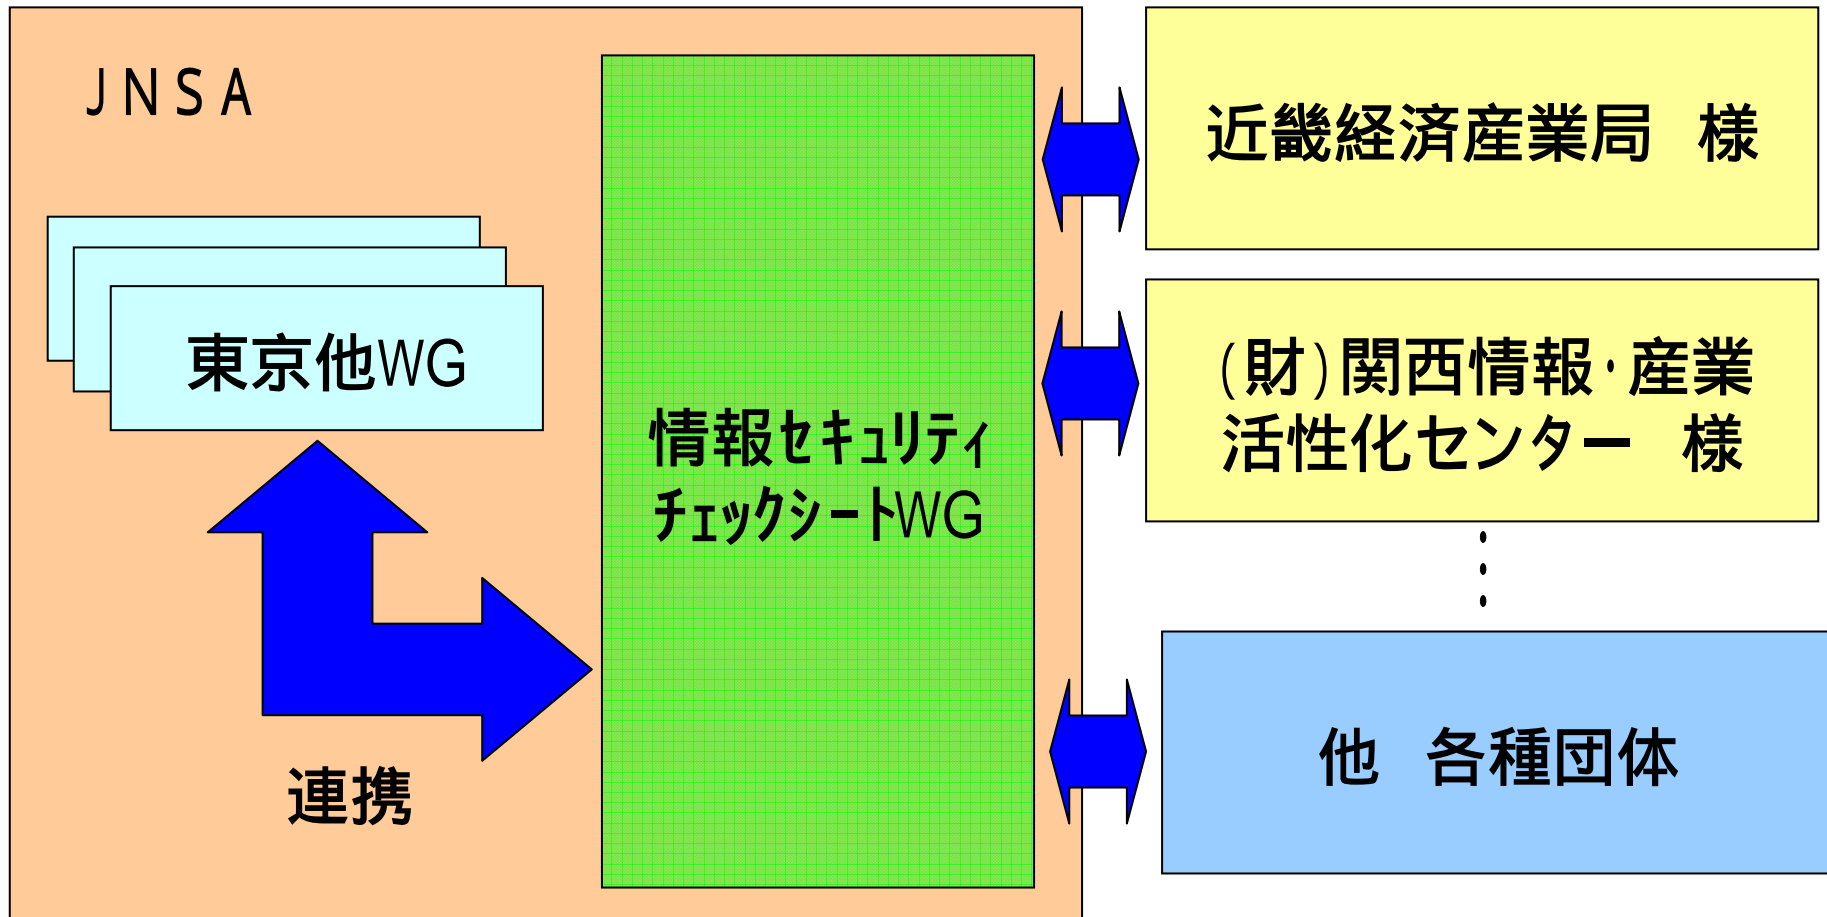 ＪＮＳＡ
東京他WG
連携
情報ｾｷｭﾘﾃｨ
ﾁｪｯｸｼｰﾄWG
近畿経済産業局　様
(財)関西情報･産業
活性化センター　様
他　各種団体